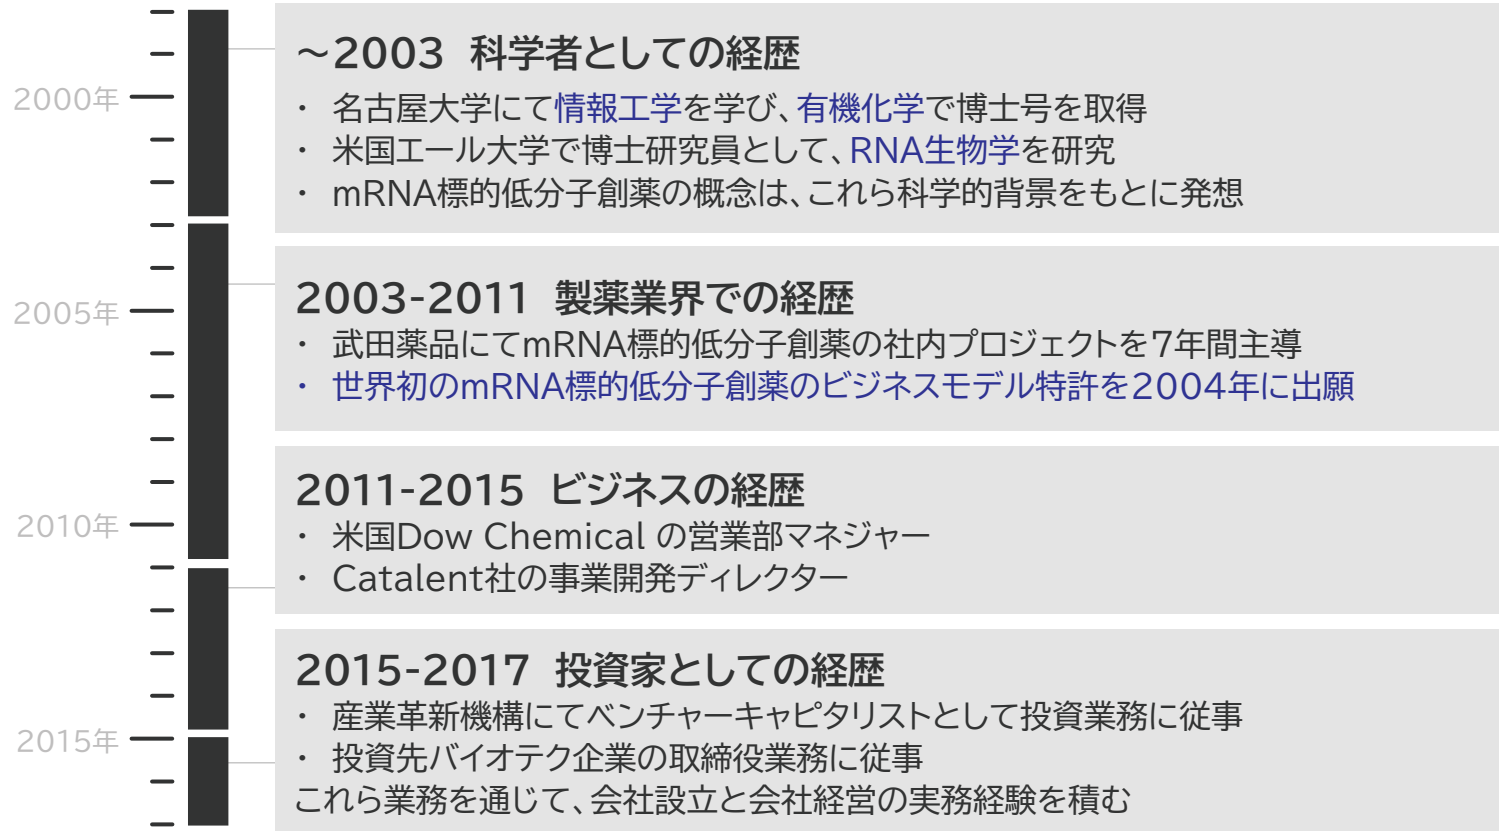 ～2003 科学者としての経歴
2000年
・ 名古屋大学にて情報工学を学び、有機化学で博士号を取得
・ 米国エール大学で博士研究員として、RNA生物学を研究
・ mRNA標的低分子創薬の概念は、これら科学的背景をもとに発想
2003-2011 製薬業界での経歴
2005年
・ 武田薬品にてmRNA標的低分子創薬の社内プロジェクトを7年間主導
・ 世界初のmRNA標的低分子創薬のビジネスモデル特許を2004年に出願
2011-2015 ビジネスの経歴
2010年
・ 米国Dow Chemical の営業部マネジャー
・ Catalent社の事業開発ディレクター
2015-2017 投資家としての経歴
・ 産業革新機構にてベンチャーキャピタリストとして投資業務に従事
2015年
・ 投資先バイオテク企業の取締役業務に従事
これら業務を通じて、会社設立と会社経営の実務経験を積む